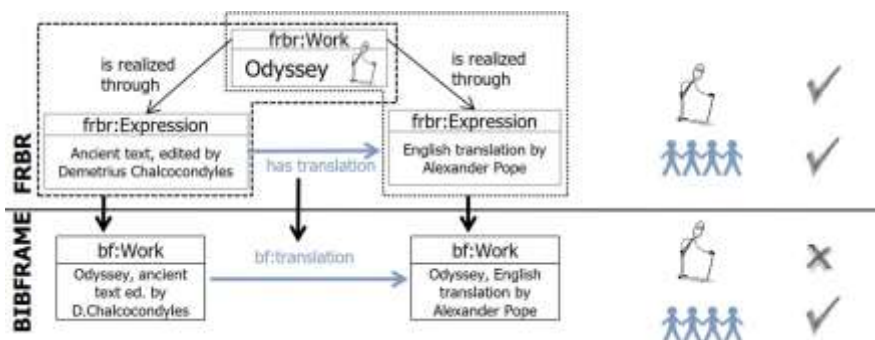 FRBR
frbr:Work
Odyssey
is realized
through
is realized
through
frbr:Expression
Ancient text, edited by
Demetrius Chalcocondyles
has translation
frbr:Expression
English translation by
Alexander Pope
BIBFRAME
bf:Work
Odyssey, ancient
text ed. by
D.Chalcocondyles
bf:translation
bf:Work
Odyssey, English
translation by
Alexander Pope